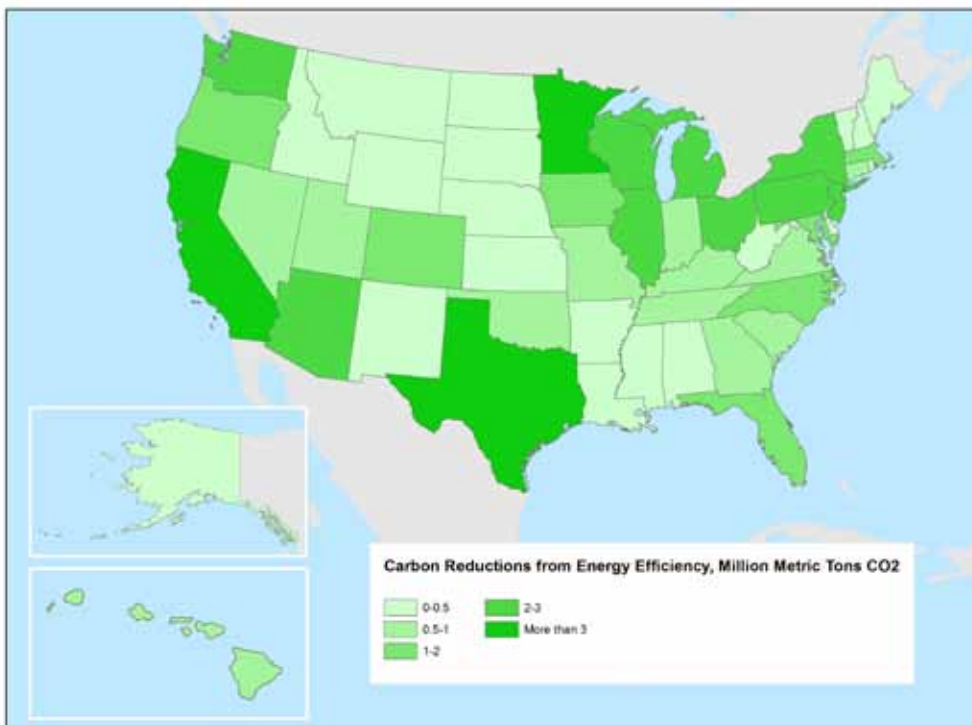 Carbon Reductions from Energy Efficiency, Million Metric Tons CO2
0-0.5
0.5-1
1-2
2-3
More than 3